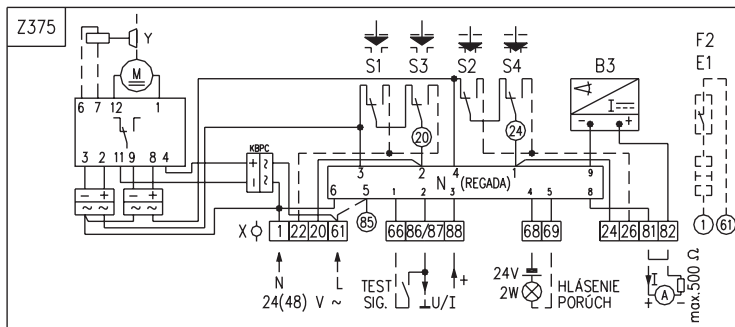 Z375
Y
M
6 7 12 1
3 2 11 9 8 4
− ~
+ ~
− ~
+ ~
KBPC
+ ~
− ~
S1 S3 S2 S4
20
24
B3
I
− +
F2
E1
3 2 4 1 9
N (REGADA)
6 5 1 2 3 4 5 8
85
X
1 22 20 61
66 86/87 88
68 69
24 26 81 82
1 61
N L
24(48) V ~
TEST
SIG.
U/I
+
24V
2W
HLÁSENIE
PORÚCH
I
A
+ −
max.500 Ω